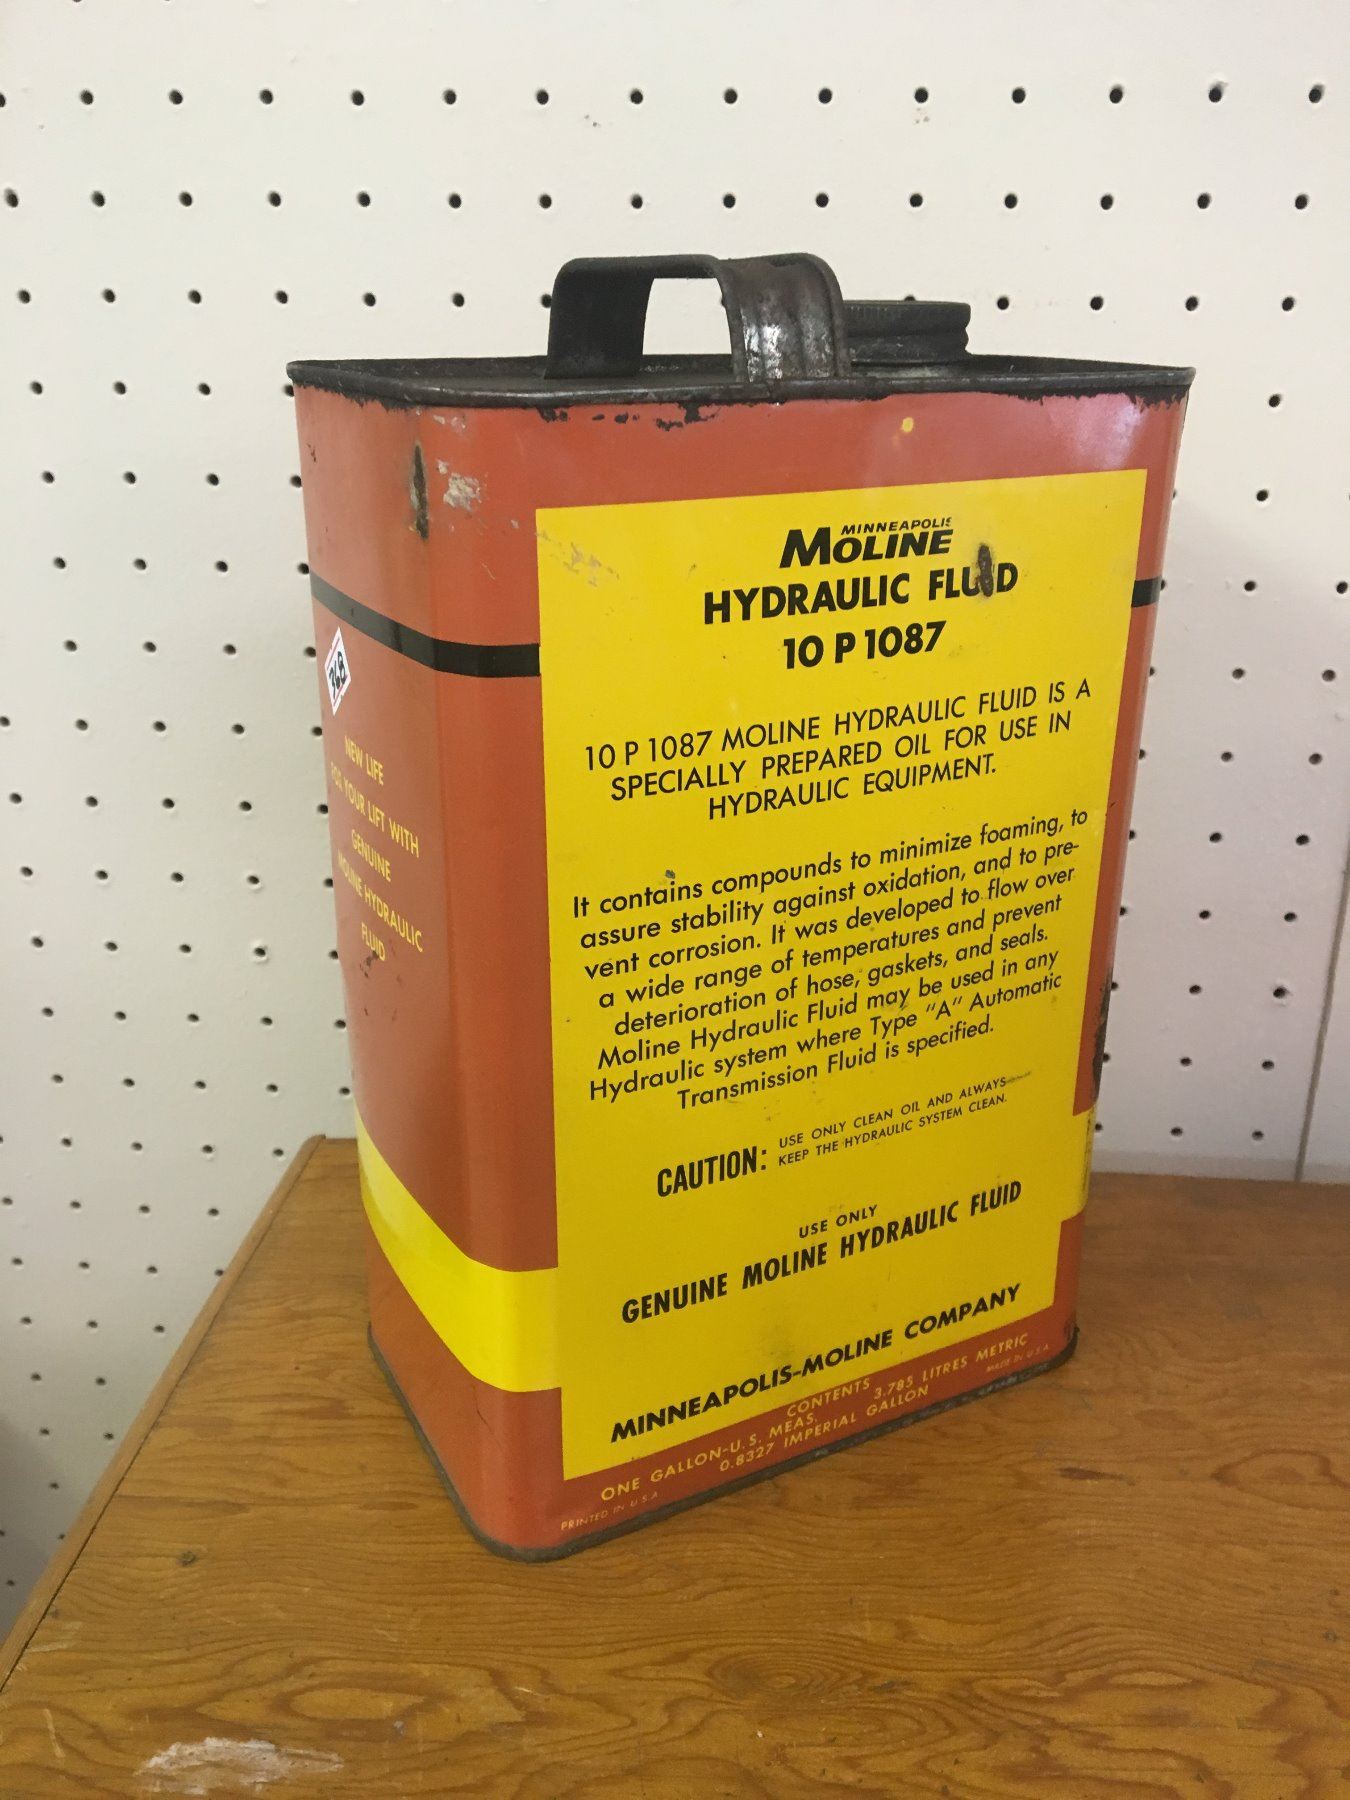 MINNEAPOLIS
MOLINE
HYDRAULIC FLUID
10 P 1087
10 P 1087 MOLINE HYDRAULIC FLUID IS A
SPECIALLY PREPARED OIL FOR USE IN
HYDRAULIC EQUIPMENT.
It contains compounds to minimize foaming, to
assure stability against oxidation, and to pre-
vent corrosion. It was developed to flow over
a wide range of temperatures and prevent
deterioration of hose, gaskets, and seals.
Moline Hydraulic Fluid may be used in any
Hydraulic system where Type "A" Automatic
Transmission Fluid is specified.
CAUTION: USE ONLY CLEAN OIL AND ALWAYS
KEEP THE HYDRAULIC SYSTEM CLEAN.
USE ONLY
GENUINE MOLINE HYDRAULIC FLUID
MINNEAPOLIS-MOLINE COMPANY
CONTENTS
ONE GALLON-U.S. MEAS. 3.785 LITRES METRIC
0.8327 IMPERIAL GALLON
PRINTED IN U.S.A
MADE IN U.S.A
368
NEW LIFE
FOR YOUR LIFT WITH
GENUINE
MOLINE HYDRAULIC
FLUID